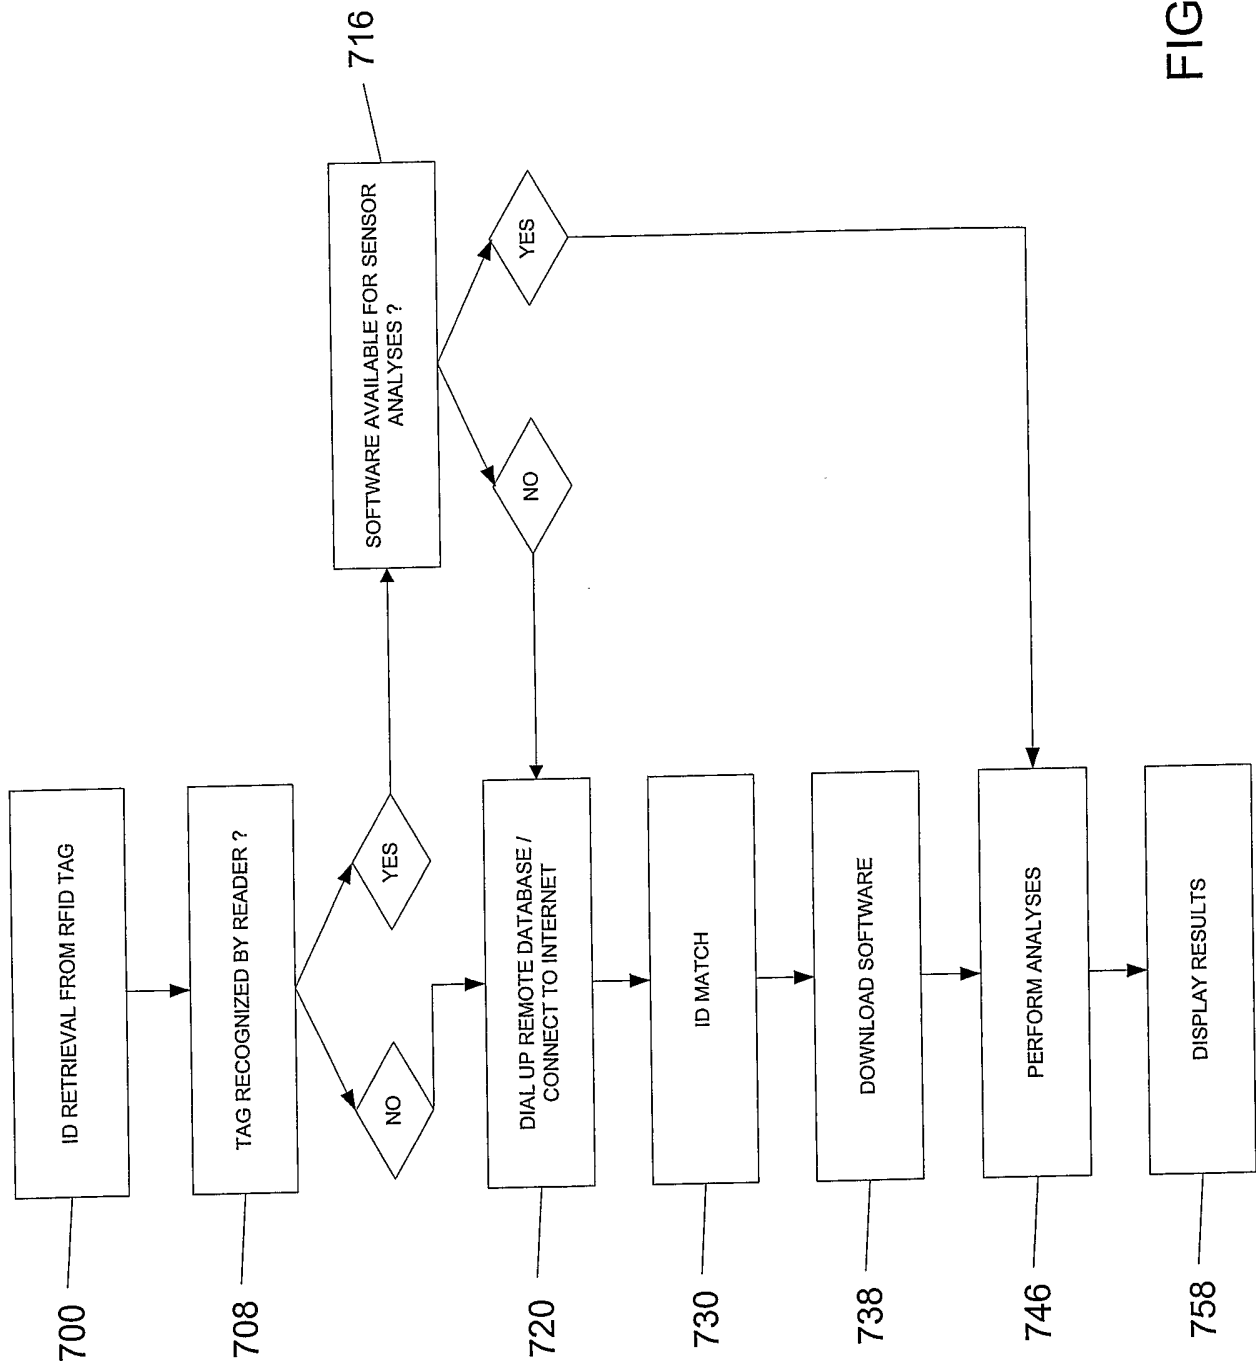 700
ID RETRIEVAL FROM RFID TAG
708
TAG RECOGNIZED BY READER ?
NO
YES
716
SOFTWARE AVAILABLE FOR SENSOR
ANALYSES ?
NO
YES
720
DIAL UP REMOTE DATABASE /
CONNECT TO INTERNET
730
ID MATCH
738
DOWNLOAD SOFTWARE
746
PERFORM ANALYSES
758
DISPLAY RESULTS
FIG